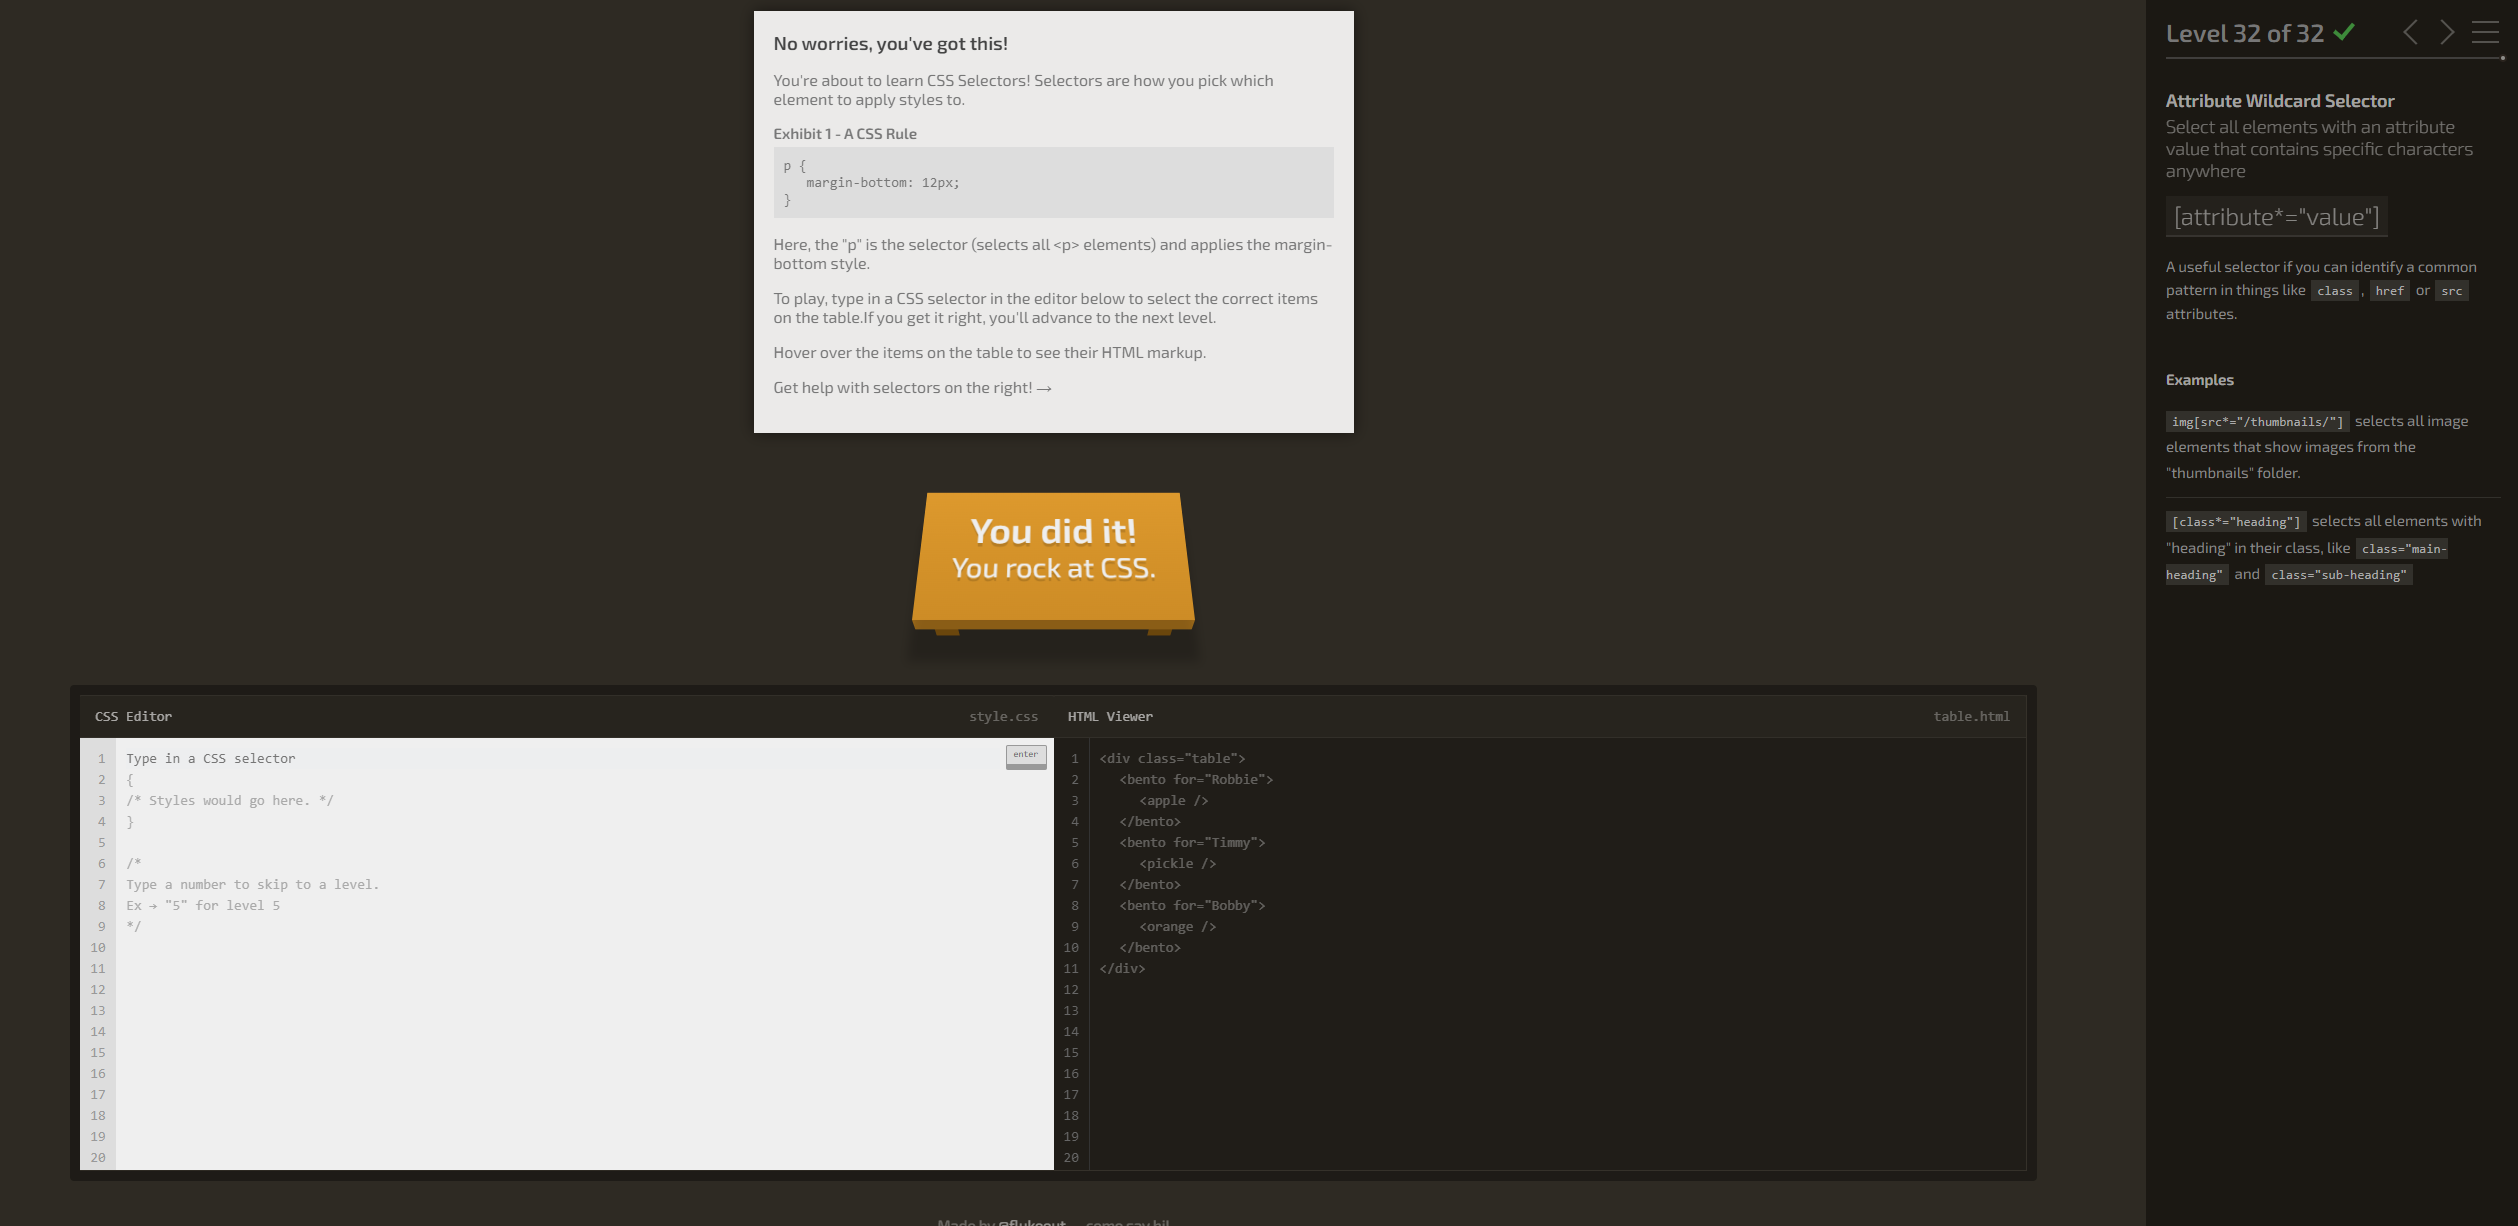 No worries, you've got this!
You're about to learn CSS Selectors! Selectors are how you pick which
element to apply styles to.
Exhibit 1 - A CSS Rule
p {
margin-bottom: 12px;
}
Here, the "p" is the selector (selects all <p> elements) and applies the margin-
bottom style.
To play, type in a CSS selector in the editor below to select the correct items
on the table.If you get it right, you'll advance to the next level.
Hover over the items on the table to see their HTML markup.
Get help with selectors on the right! →
You did it!
You rock at CSS.
CSS Editor style.css
1 Type in a CSS selector enter
2 {
3 /* Styles would go here. */
4 }
5
6 /*
7 Type a number to skip to a level.
8 Ex → "5" for level 5
9 */
10
11
12
13
14
15
16
17
18
19
20
HTML Viewer table.html
1 <div class="table">
2 <bento for="Robbie">
3 <apple />
4 </bento>
5 <bento for="Timmy">
6 <pickle />
7 </bento>
8 <bento for="Bobby">
9 <orange />
10 </bento>
11 </div>
12
13
14
15
16
17
18
19
20
Made by @flukeout — come say hi!
Level 32 of 32
Attribute Wildcard Selector
Select all elements with an attribute
value that contains specific characters
anywhere
[attribute*="value"]
A useful selector if you can identify a common
pattern in things like class , href or src
attributes.
Examples
img[src*="/thumbnails/"] selects all image
elements that show images from the
"thumbnails" folder.
[class*="heading"] selects all elements with
"heading" in their class, like class="main-
heading" and class="sub-heading"